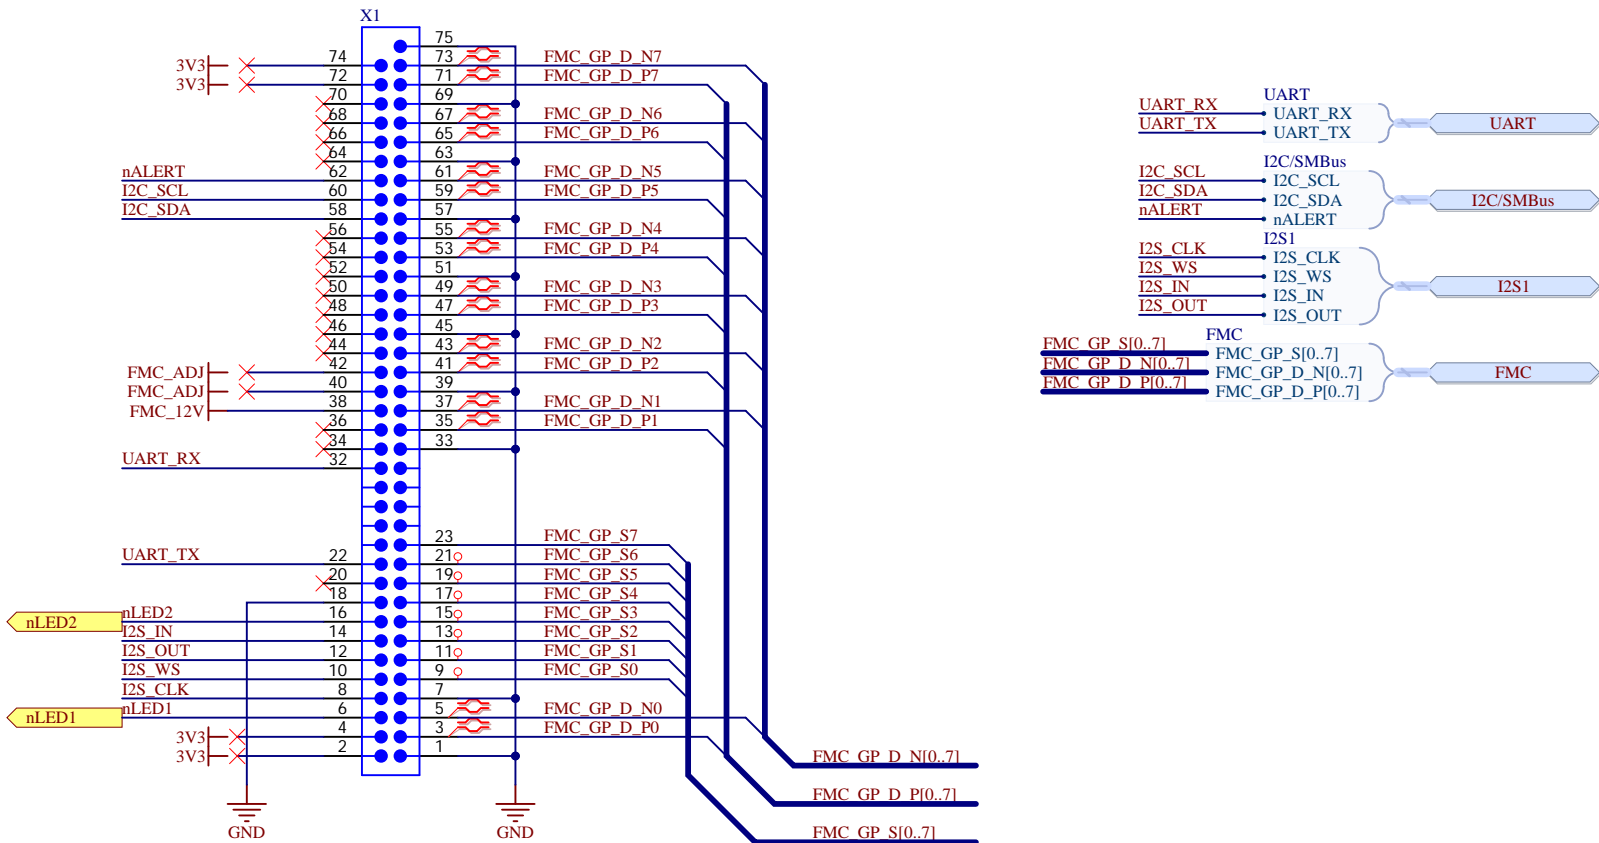 X1
75
74 73 FMC_GP_D_N7
3V3
72 71 FMC_GP_D_P7
3V3
70 69
68 67 FMC_GP_D_N6
66 65 FMC_GP_D_P6
64 63
nALERT 62 61 FMC_GP_D_N5
I2C_SCL 60 59 FMC_GP_D_P5
I2C_SDA 58 57
56 55 FMC_GP_D_N4
54 53 FMC_GP_D_P4
52 51
50 49 FMC_GP_D_N3
48 47 FMC_GP_D_P3
46 45
44 43 FMC_GP_D_N2
FMC_ADJ 42 41 FMC_GP_D_P2
FMC_ADJ 40 39
FMC_12V 38 37 FMC_GP_D_N1
36 35 FMC_GP_D_P1
34 33
UART_RX 32
23 FMC_GP_S7
UART_TX 22 21 FMC_GP_S6
20 19 FMC_GP_S5
18 17 FMC_GP_S4
nLED2 nLED2 16 15 FMC_GP_S3
I2S_IN 14 13 FMC_GP_S2
I2S_OUT 12 11 FMC_GP_S1
I2S_WS 10 9 FMC_GP_S0
I2S_CLK 8 7
nLED1 nLED1 6 5 FMC_GP_D_N0
3V3 4 3 FMC_GP_D_P0
3V3 2 1
GND
GND
FMC_GP_D_N[0..7]
FMC_GP_D_P[0..7]
FMC_GP_S[0..7]
UART
UART_RX UART_RX
UART_TX UART_TX
UART
I2C/SMBus
I2C_SCL I2C_SCL
I2C_SDA I2C_SDA
nALERT nALERT
I2C/SMBus
I2S1
I2S_CLK I2S_CLK
I2S_WS I2S_WS
I2S_IN I2S_IN
I2S_OUT I2S_OUT
I2S1
FMC
FMC_GP_S[0..7] FMC_GP_S[0..7]
FMC_GP_D_N[0..7] FMC_GP_D_N[0..7]
FMC_GP_D_P[0..7] FMC_GP_D_P[0..7]
FMC